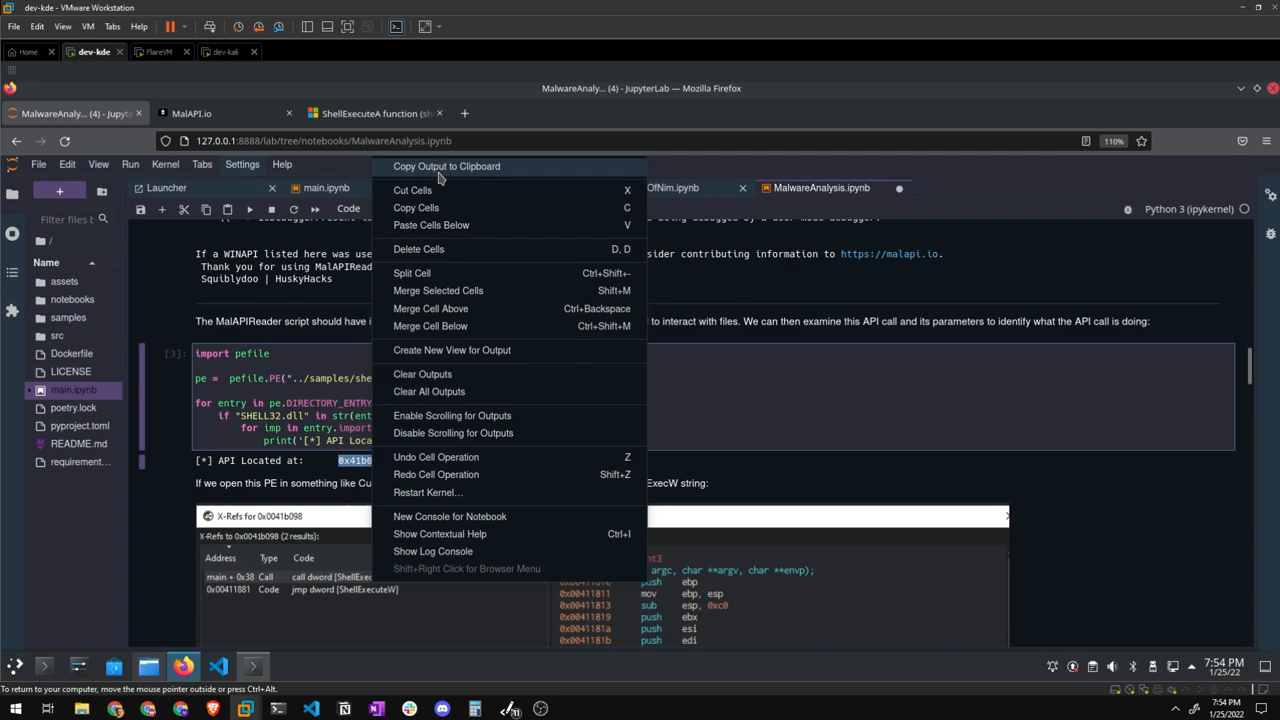 dev-kde - VMware Workstation
File Edit View VM Tabs Help
Home dev-kde FlareVM dev-kali
MalwareAnaly... (4) - JupyterLab — Mozilla Firefox
MalwareAnaly... (4) - Jupyte MalAPI.io ShellExecuteA function (sh
127.0.0.1:8888/lab/tree/notebooks/MalwareAnalysis.ipynb 110%
File Edit View Run Kernel Tabs Settings Help
Launcher main.ipynb OfNim.ipynb MalwareAnalysis.ipynb
Code Python 3 (ipykernel)
Filter files b
/
Name
assets
notebooks
samples
src
Dockerfile
LICENSE
main.ipynb
poetry.lock
pyproject.toml
README.md
requirement...
Copy Output to Clipboard
Cut Cells X
Copy Cells C
Paste Cells Below V
Delete Cells D, D
Split Cell Ctrl+Shift+-
Merge Selected Cells Shift+M
Merge Cell Above Ctrl+Backspace
Merge Cell Below Ctrl+Shift+M
Create New View for Output
Clear Outputs
Clear All Outputs
Enable Scrolling for Outputs
Disable Scrolling for Outputs
Undo Cell Operation Z
Redo Cell Operation Shift+Z
Restart Kernel...
New Console for Notebook
Show Contextual Help Ctrl+I
Show Log Console
Shift+Right Click for Browser Menu
If a WINAPI listed here was use sider contributing information to https://malapi.io.
Thank you for using MalAPIRead
Squiblydoo | HuskyHacks
The MalAPIReader script should have i to interact with files. We can then examine this API call and its parameters to identify what the API call is doing:
[3]: import pefile
pe = pefile.PE("../samples/she
for entry in pe.DIRECTORY_ENTRY
if "SHELL32.dll" in str(ent
for imp in entry.import
print('[*] API Loca
[*] API Located at: 0x41b0
If we open this PE in something like Cu ExecW string:
X-Refs for 0x0041b098
X-Refs to 0x0041b098 (2 results):
Address Type Code
main + 0x38 Call call dword [ShellExec
0x00411881 Code jmp dword [ShellExecuteW]
nt3
argc, char **argv, char **envp);
push ebp
0x00411811 mov ebp, esp
0x00411813 sub esp, 0xc0
0x00411819 push ebx
0x0041181a push esi
0x0041181b push edi
7:54 PM
1/25/22
To return to your computer, move the mouse pointer outside or press Ctrl+Alt.
7:54 PM
1/25/2022